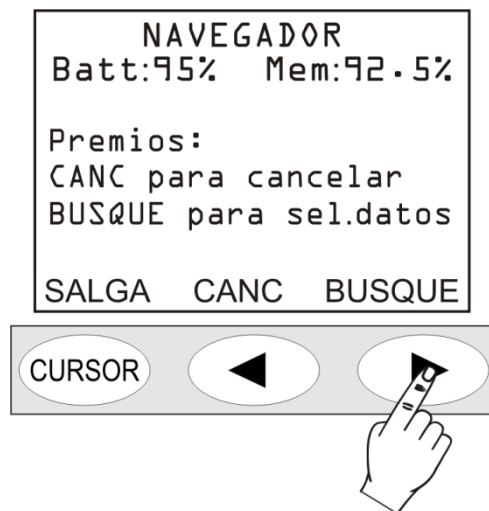 NAVEGADOR
Batt:95% Mem:92.5%
Premios:
CANC para cancelar
BUSQUE para sel.datos
SALGA CANC BUSQUE
CURSOR